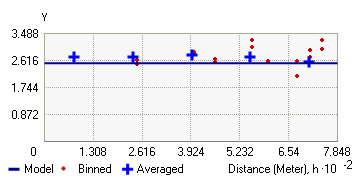 Y
3.488
2.616
1.744
0.872
0 1.308 2.616 3.924 5.232 6.54 7.848
Model Binned Averaged Distance (Meter), h · 10 -2